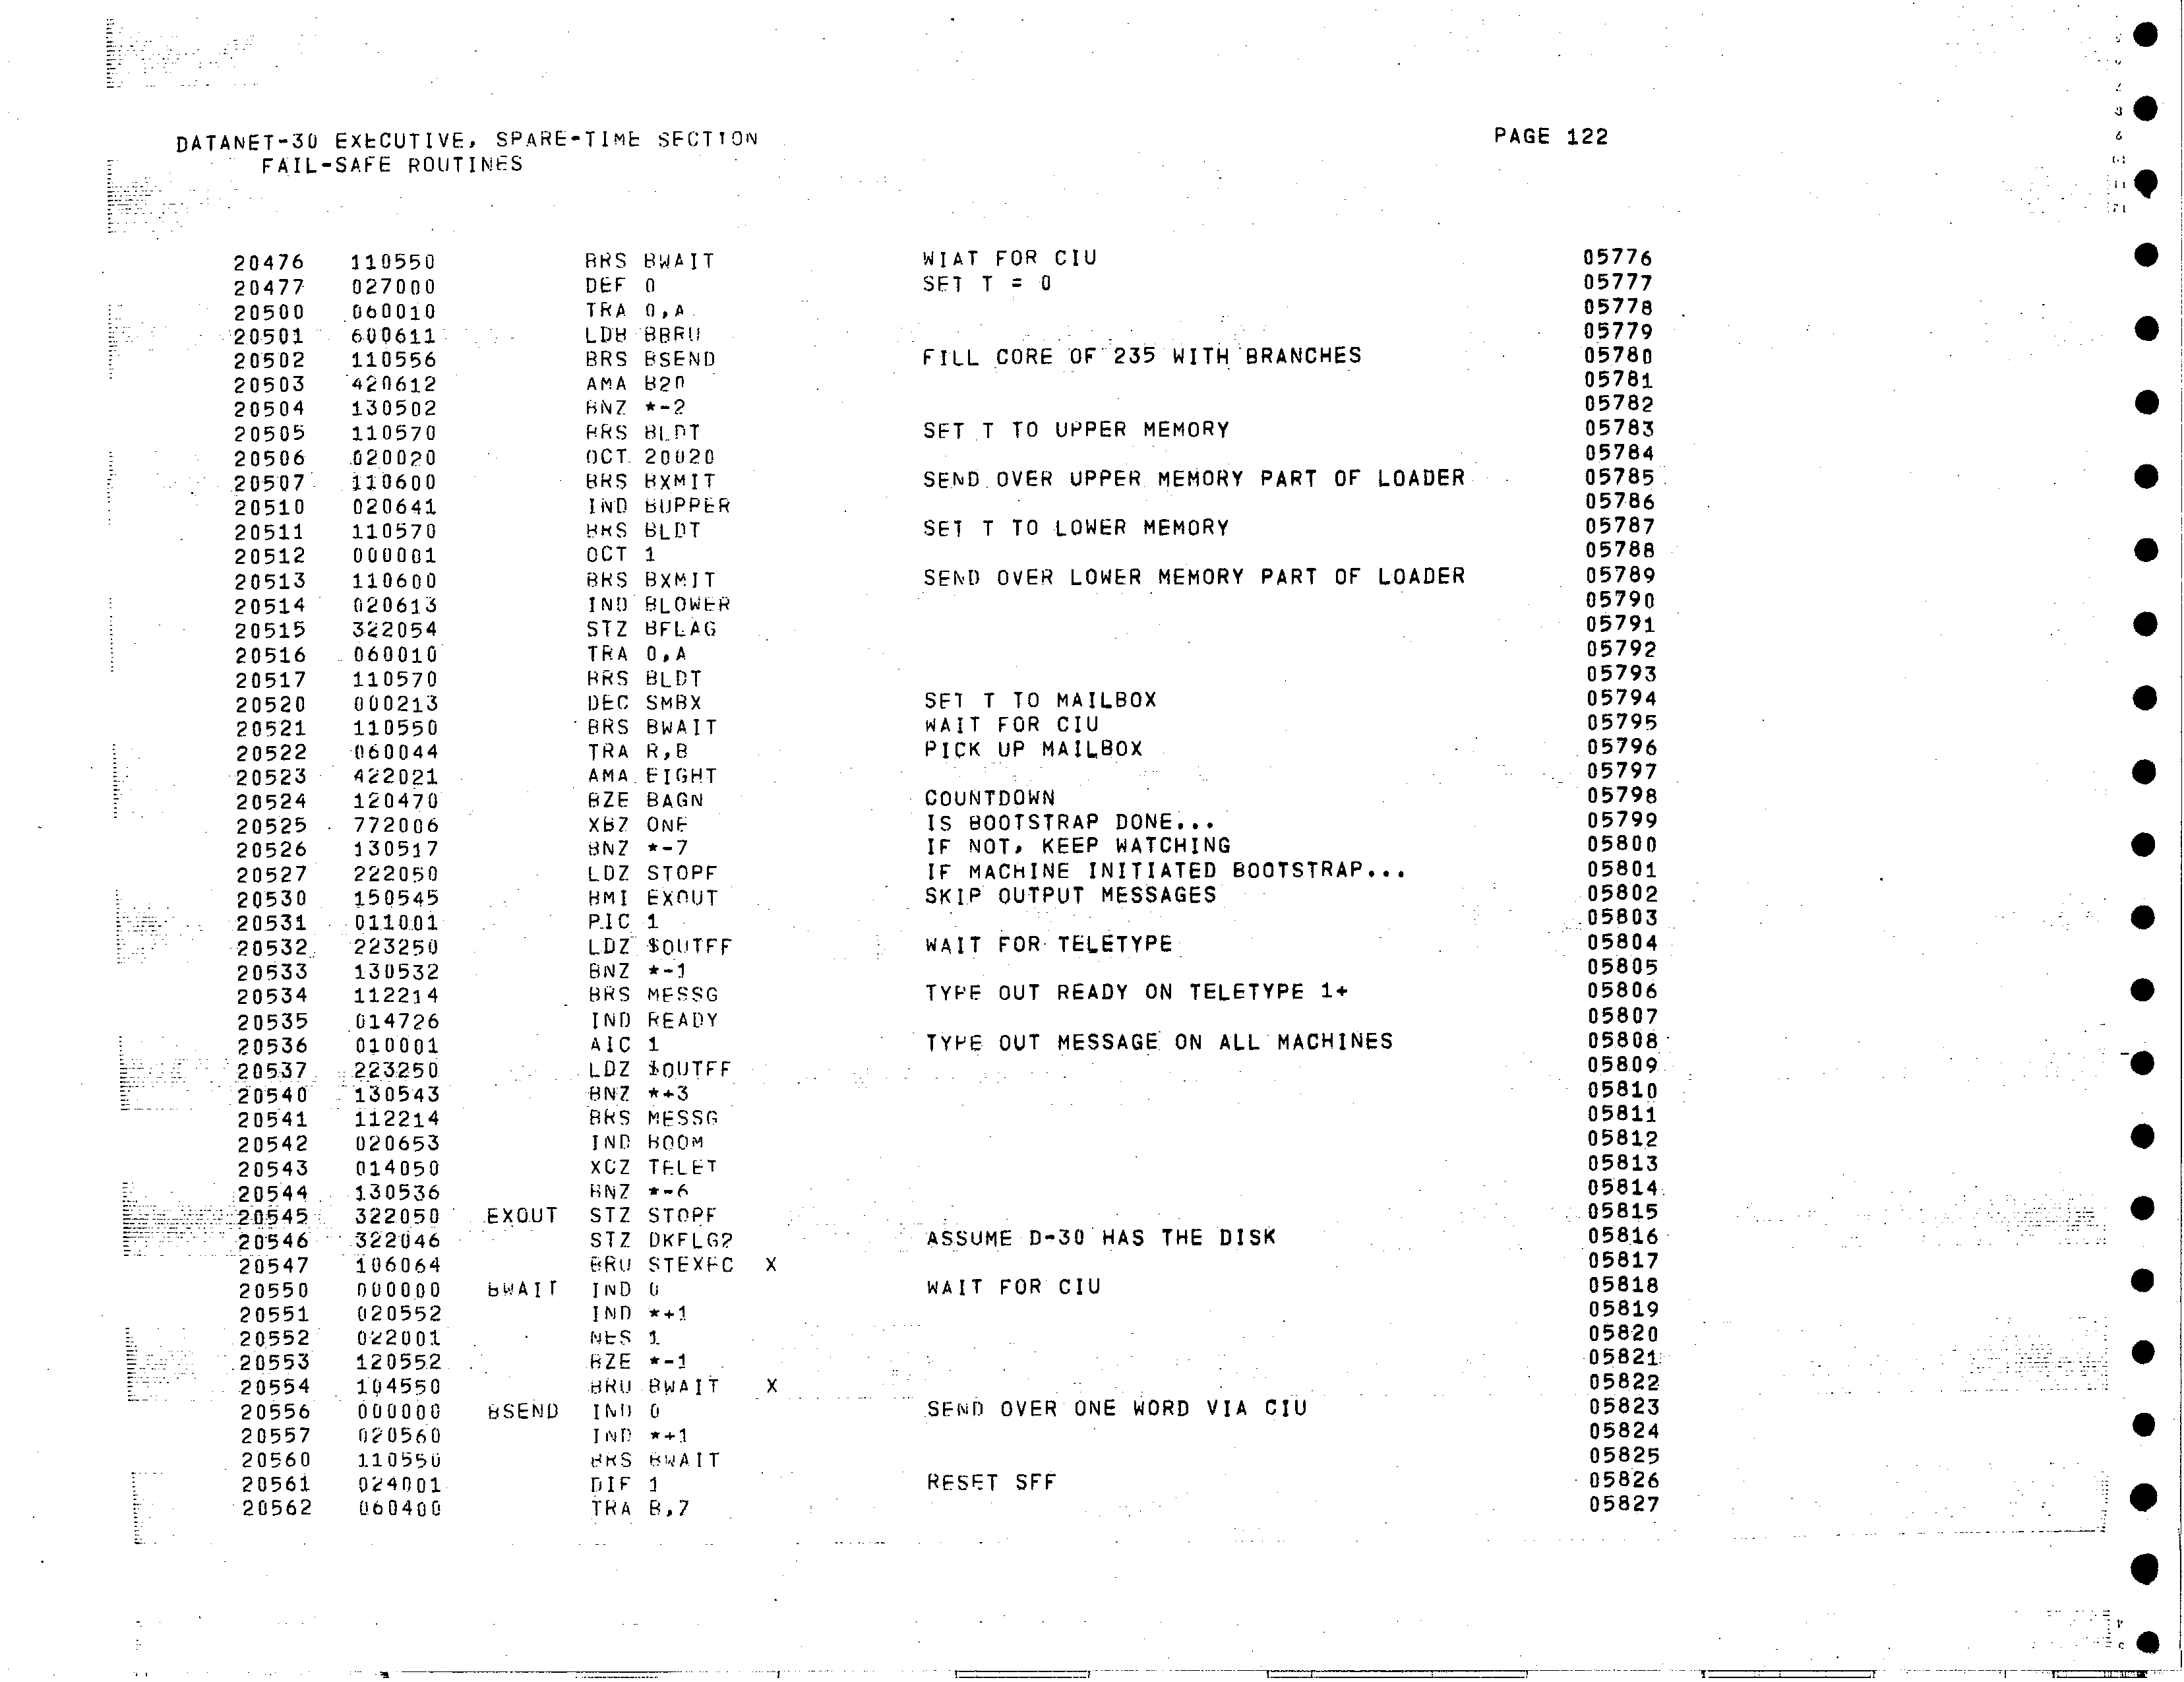 DATANET-30 EXECUTIVE, SPARE-TIME SECTION PAGE 122
FAIL-SAFE ROUTINES
20476 110550 BRS BWAIT WIAT FOR CIU 05776
20477 027000 DEF 0 SET T = 0 05777
20500 060010 TRA 0,A 05778
20501 600611 LDB BBRU 05779
20502 110556 BRS BSEND FILL CORE OF 235 WITH BRANCHES 05780
20503 420612 AMA B20 05781
20504 130502 BNZ *-2 05782
20505 110570 BRS BLDT SET T TO UPPER MEMORY 05783
20506 020020 OCT 20020 05784
20507 110600 BRS BXMIT SEND OVER UPPER MEMORY PART OF LOADER 05785
20510 020641 IND BUPPER 05786
20511 110570 BRS BLDT SET T TO LOWER MEMORY 05787
20512 000001 OCT 1 05788
20513 110600 BRS BXMIT SEND OVER LOWER MEMORY PART OF LOADER 05789
20514 020613 IND BLOWER 05790
20515 322054 STZ BFLAG 05791
20516 060010 TRA 0,A 05792
20517 110570 BRS BLDT 05793
20520 000213 DEC SMBX SET T TO MAILBOX 05794
20521 110550 BRS BWAIT WAIT FOR CIU 05795
20522 060044 TRA R,B PICK UP MAILBOX 05796
20523 422021 AMA EIGHT 05797
20524 120470 BZE BAGN COUNTDOWN 05798
20525 772006 XBZ ONE IS BOOTSTRAP DONE... 05799
20526 130517 BNZ *-7 IF NOT, KEEP WATCHING 05800
20527 222050 LDZ STOPF IF MACHINE INITIATED BOOTSTRAP... 05801
20530 150545 BMI EXOUT SKIP OUTPUT MESSAGES 05802
20531 011001 PIC 1 05803
20532 223250 LDZ $OUTFF WAIT FOR TELETYPE 05804
20533 130532 BNZ *-1 05805
20534 112214 BRS MESSG TYPE OUT READY ON TELETYPE 1+ 05806
20535 014726 IND READY 05807
20536 010001 AIC 1 TYPE OUT MESSAGE ON ALL MACHINES 05808
20537 223250 LDZ $OUTFF 05809
20540 130543 BNZ *+3 05810
20541 112214 BRS MESSG 05811
20542 020653 IND BOOM 05812
20543 014050 XCZ TELET 05813
20544 130536 BNZ *-6 05814
20545 322050 EXOUT STZ STOPF 05815
20546 322046 STZ DKFLG2 ASSUME D-30 HAS THE DISK 05816
20547 106064 BRU STEXEC X 05817
20550 000000 BWAIT IND 0 WAIT FOR CIU 05818
20551 020552 IND *+1 05819
20552 022001 NES 1 05820
20553 120552 BZE *-1 05821
20554 104550 BRU BWAIT X 05822
20556 000000 BSEND IND 0 SEND OVER ONE WORD VIA CIU 05823
20557 020560 IND *+1 05824
20560 110550 BRS BWAIT 05825
20561 024001 DIF 1 RESET SFF 05826
20562 060400 TRA B,7 05827